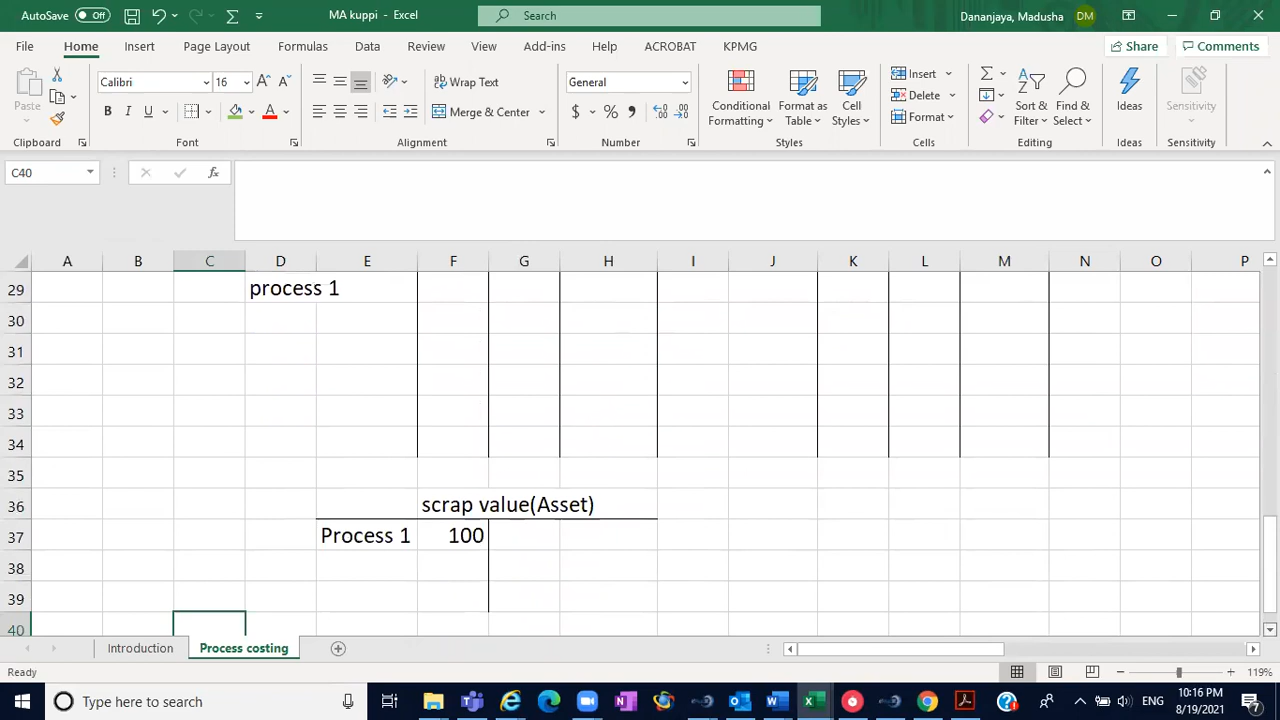 AutoSave Off MA kuppi - Excel Search Dananjaya, Madusha DM
File Home Insert Page Layout Formulas Data Review View Add-ins Help ACROBAT KPMG Share Comments
Paste Calibri 16 A A Wrap Text General Conditional Formatting Format as Table Cell Styles Insert Delete Format Sort & Filter Find & Select Ideas Sensitivity
B I U A Merge & Center $ %
Clipboard Font Alignment Number Styles Cells Editing Ideas Sensitivity
C40 fx
A B C D E F G H I J K L M N O P
29 process 1
30
31
32
33
34
35
36 scrap value(Asset)
37 Process 1 100
38
39
40
Introduction Process costing
Ready 119%
Type here to search ENG 10:16 PM 8/19/2021 7